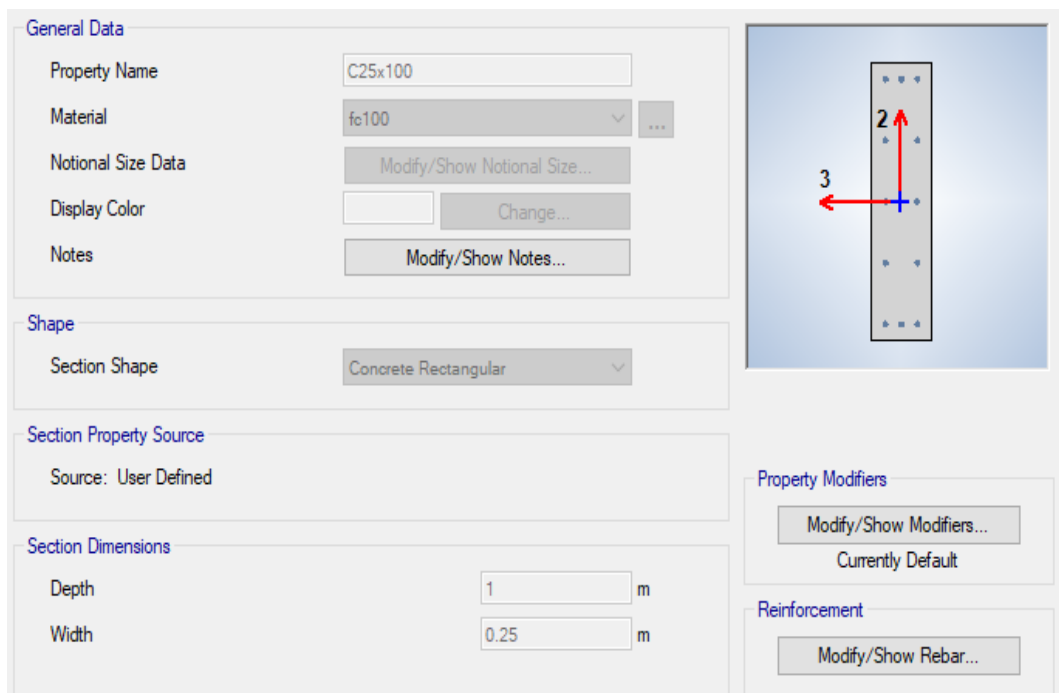 General Data
Property Name C25x100
Material fc100 ...
Notional Size Data Modify/Show Notional Size...
Display Color Change...
Notes Modify/Show Notes...
Shape
Section Shape Concrete Rectangular
Section Property Source
Source: User Defined
Section Dimensions
Depth 1 m
Width 0.25 m
2
3
Property Modifiers
Modify/Show Modifiers...
Currently Default
Reinforcement
Modify/Show Rebar...